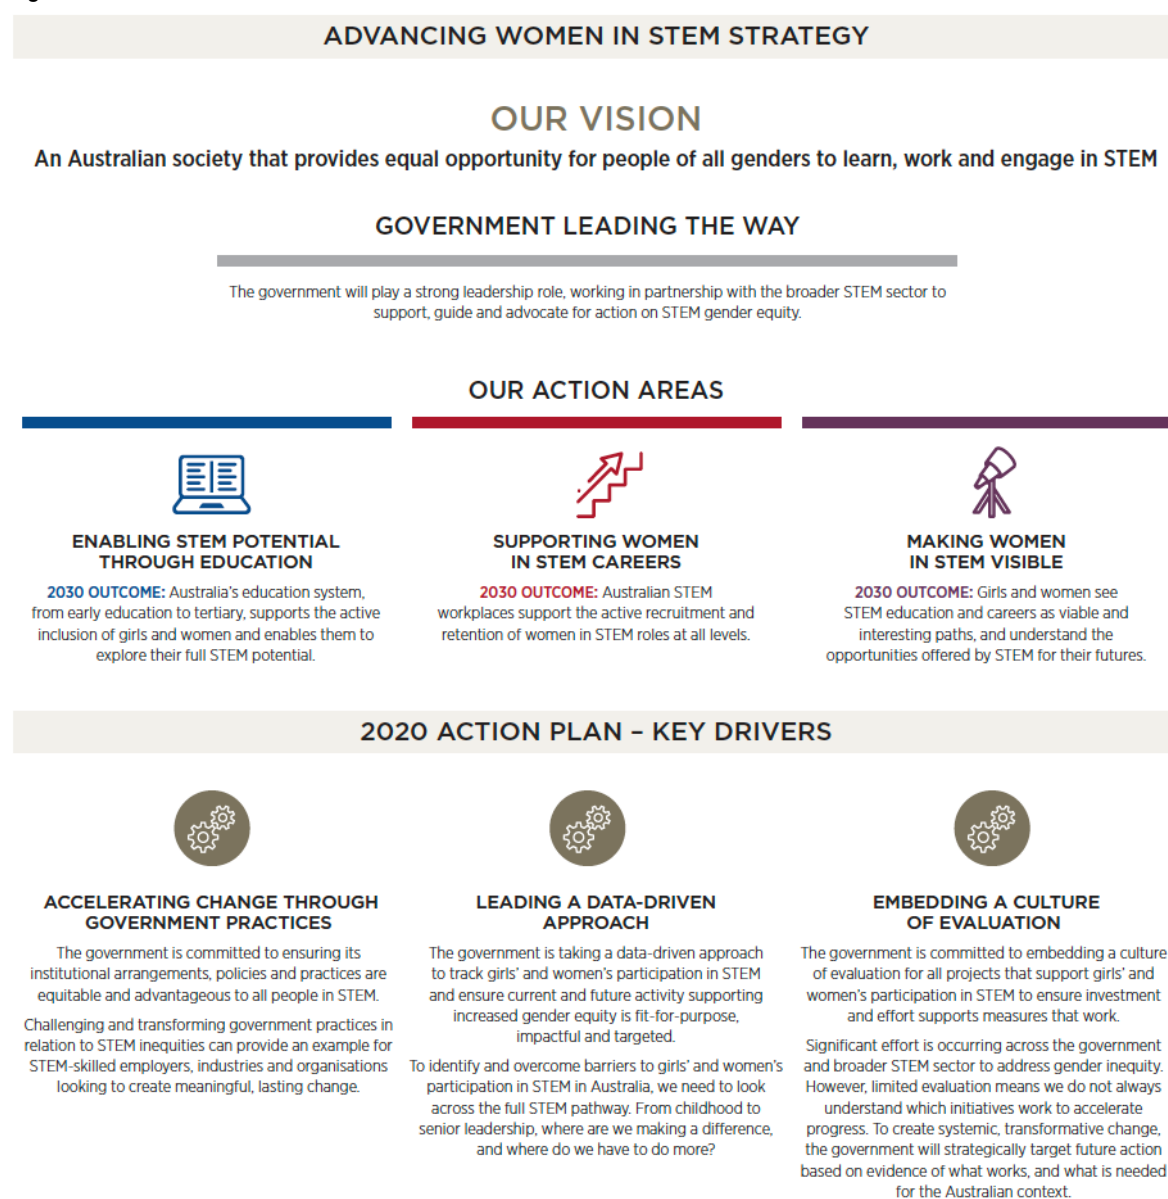 ADVANCING WOMEN IN STEM STRATEGY
OUR VISION
An Australian society that provides equal opportunity for people of all genders to learn, work and engage in STEM
GOVERNMENT LEADING THE WAY
The government will play a strong leadership role, working in partnership with the broader STEM sector to
support, guide and advocate for action on STEM gender equity.
OUR ACTION AREAS
ENABLING STEM POTENTIAL
THROUGH EDUCATION
2030 OUTCOME: Australia's education system,
from early education to tertiary, supports the active
inclusion of girls and women and enables them to
explore their full STEM potential.
SUPPORTING WOMEN
IN STEM CAREERS
2030 OUTCOME: Australian STEM
workplaces support the active recruitment and
retention of women in STEM roles at all levels.
MAKING WOMEN
IN STEM VISIBLE
2030 OUTCOME: Girls and women see
STEM education and careers as viable and
interesting paths, and understand the
opportunities offered by STEM for their futures.
2020 ACTION PLAN – KEY DRIVERS
ACCELERATING CHANGE THROUGH
GOVERNMENT PRACTICES
The government is committed to ensuring its
institutional arrangements, policies and practices are
equitable and advantageous to all people in STEM.
Challenging and transforming government practices in
relation to STEM inequities can provide an example for
STEM-skilled employers, industries and organisations
looking to create meaningful, lasting change.
LEADING A DATA-DRIVEN
APPROACH
The government is taking a data-driven approach
to track girls' and women's participation in STEM
and ensure current and future activity supporting
increased gender equity is fit-for-purpose,
impactful and targeted.
To identify and overcome barriers to girls' and women's
participation in STEM in Australia, we need to look
across the full STEM pathway. From childhood to
senior leadership, where are we making a difference,
and where do we have to do more?
EMBEDDING A CULTURE
OF EVALUATION
The government is committed to embedding a culture
of evaluation for all projects that support girls' and
women's participation in STEM to ensure investment
and effort supports measures that work.
Significant effort is occurring across the government
and broader STEM sector to address gender inequity.
However, limited evaluation means we do not always
understand which initiatives work to accelerate
progress. To create systemic, transformative change,
the government will strategically target future action
based on evidence of what works, and what is needed
for the Australian context.